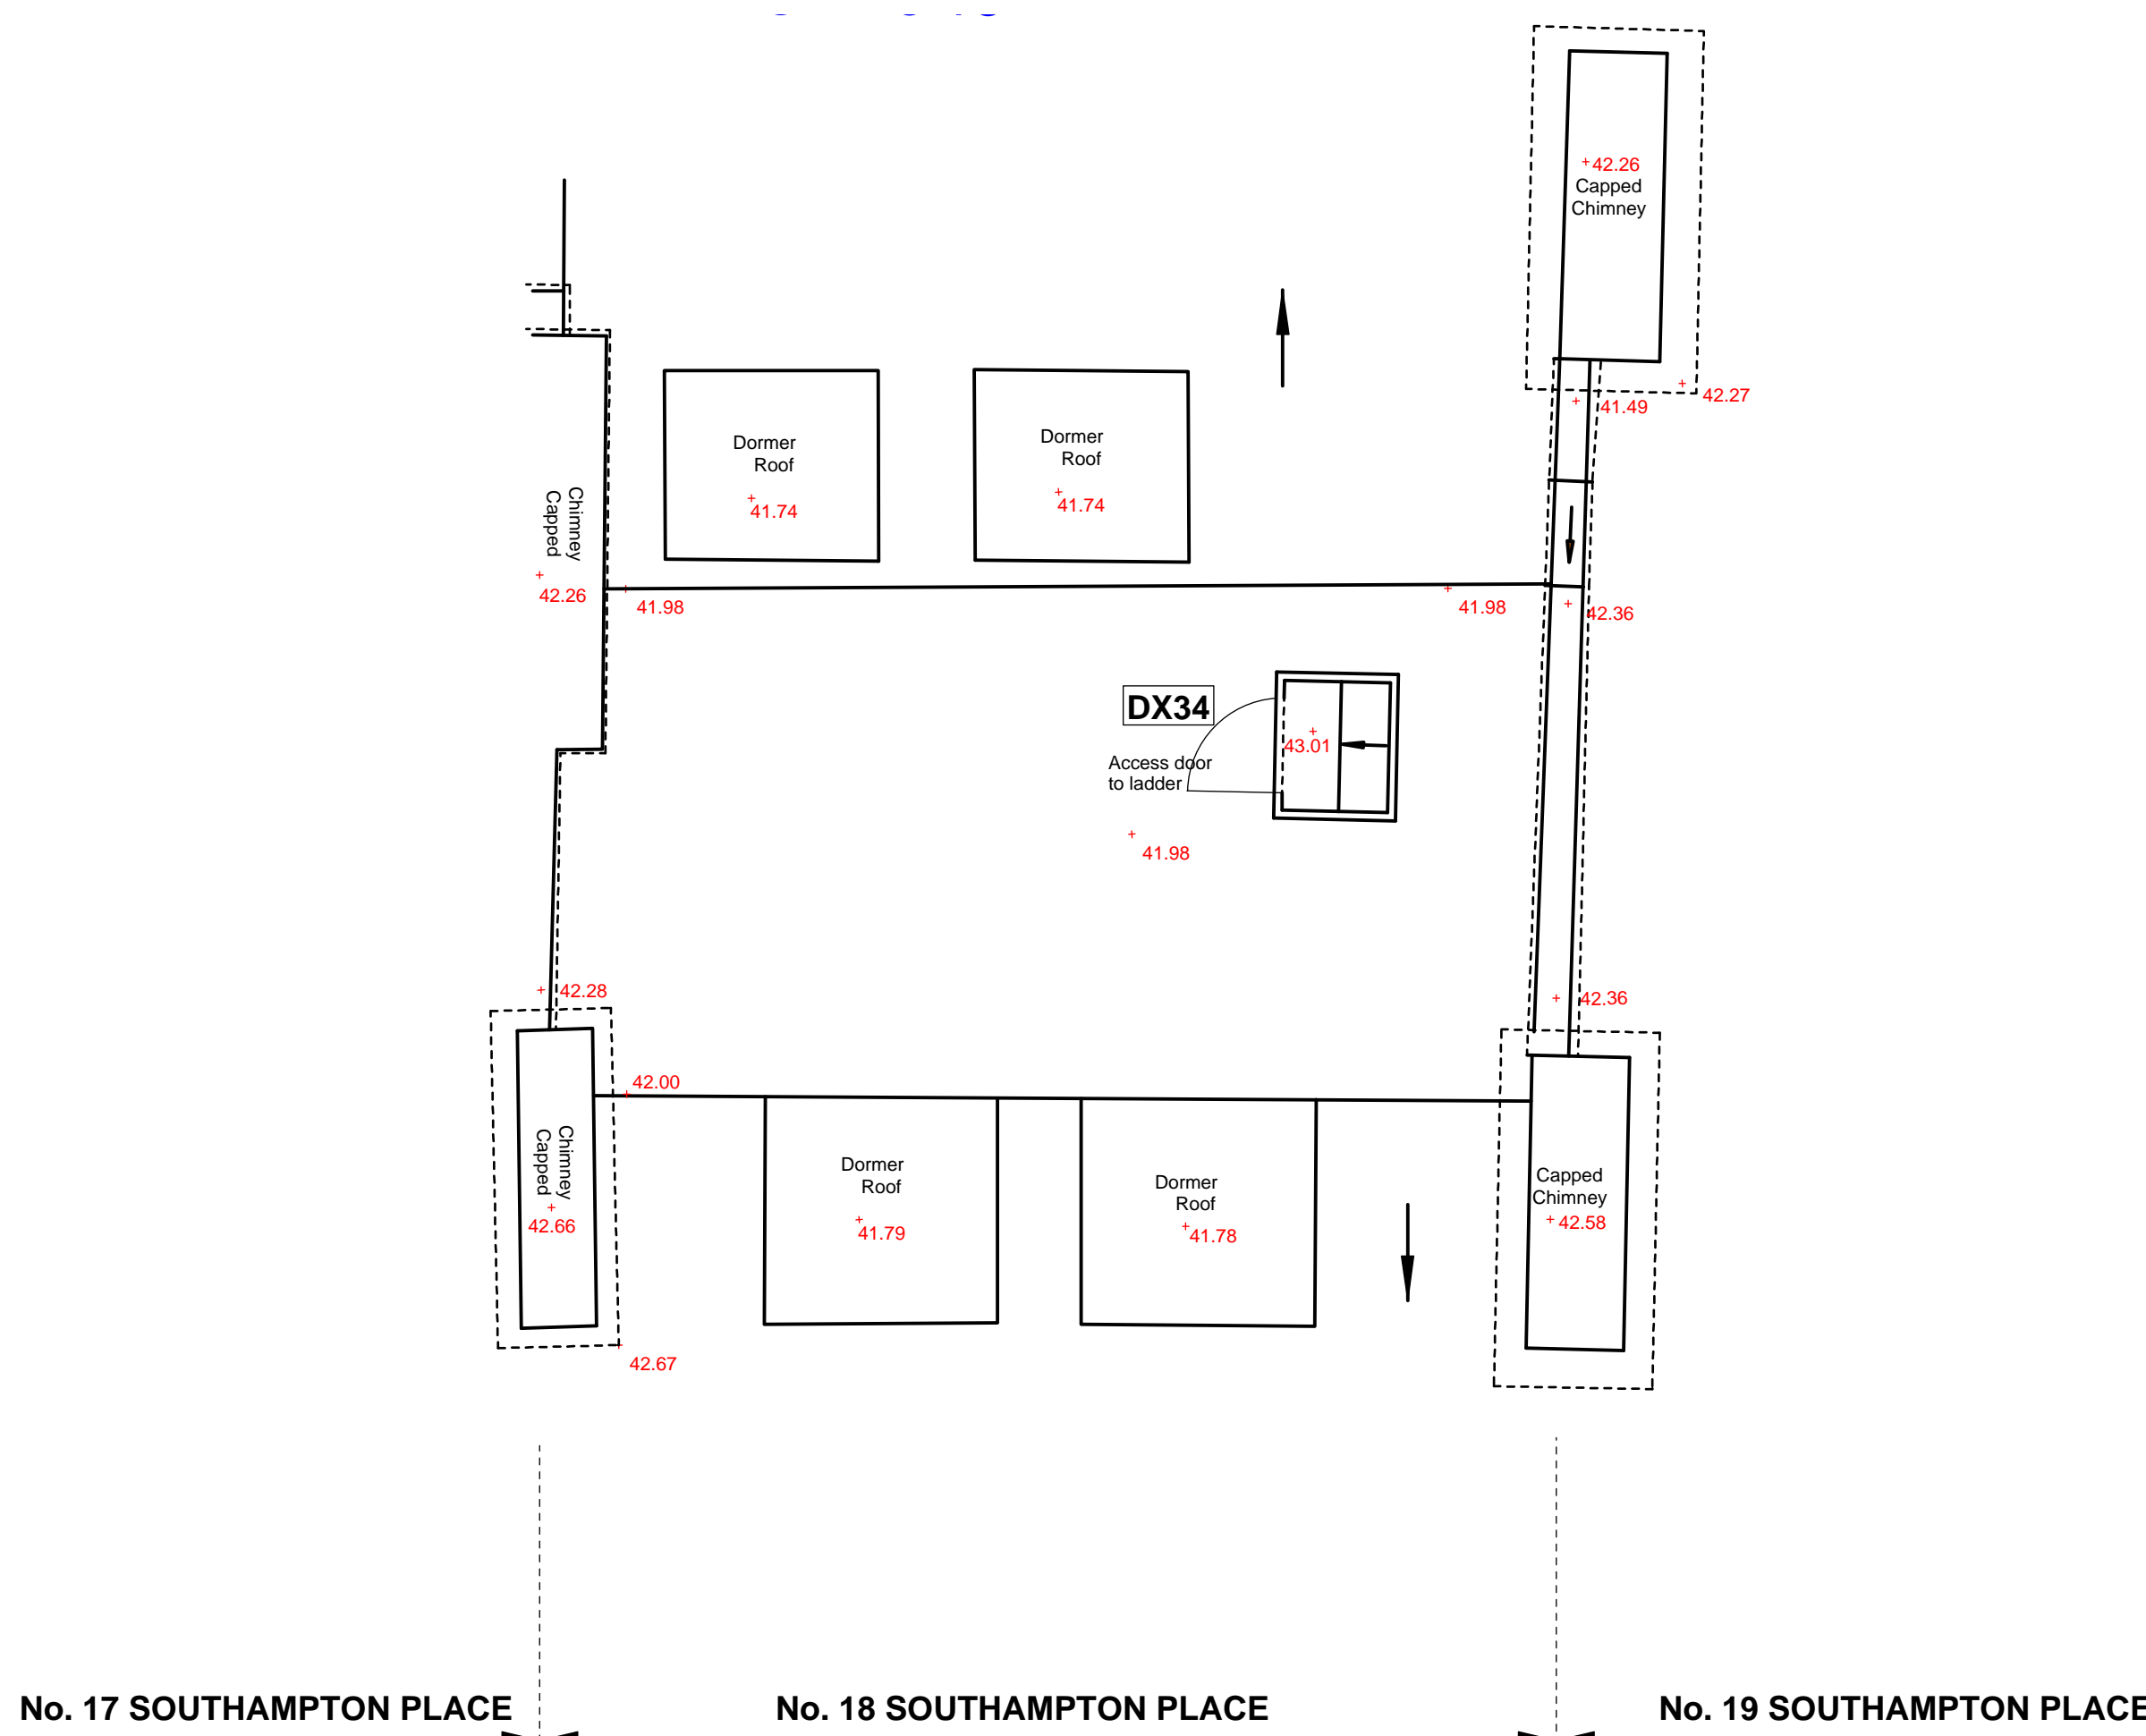 42.26
Capped
Chimney
42.27
41.49
Dormer
Roof
41.74
Dormer
Roof
41.74
Chimney
Capped
42.26
41.98
41.98
42.36
DX34
43.01
Access door
to ladder
41.98
42.28
42.36
42.00
Chimney
Capped
42.66
Dormer
Roof
41.79
Dormer
Roof
41.78
Capped
Chimney
42.58
42.67
No. 17 SOUTHAMPTON PLACE
No. 18 SOUTHAMPTON PLACE
No. 19 SOUTHAMPTON PLACE